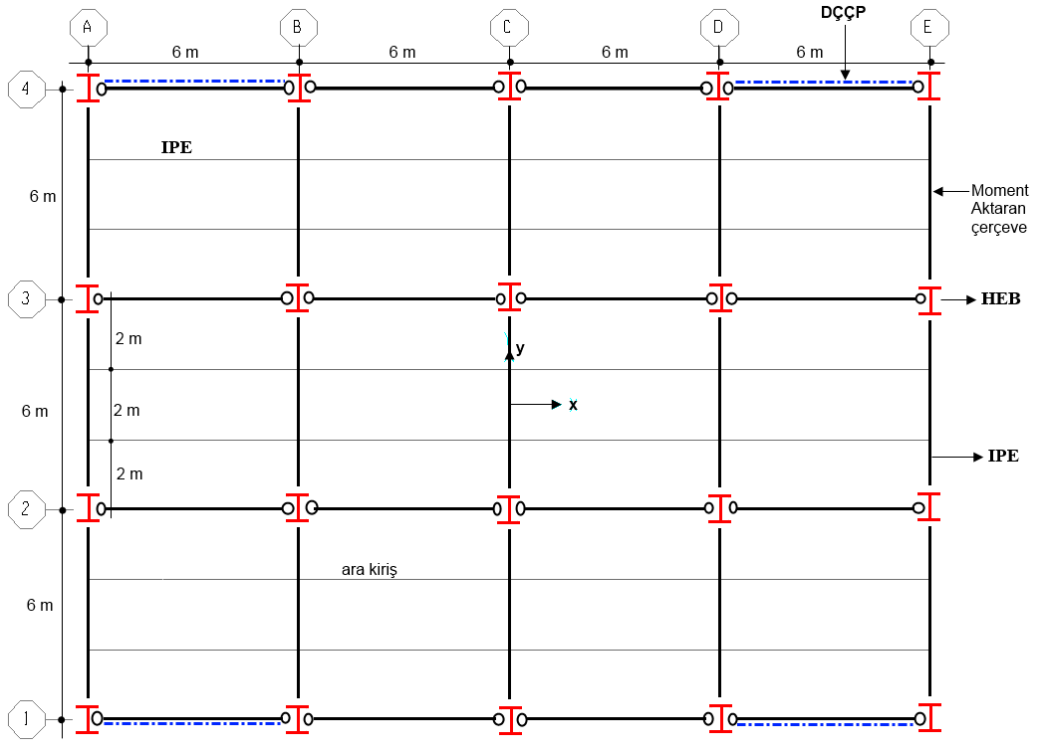 A B C D E
DÇÇP
6 m 6 m 6 m 6 m
4
IPE
6 m
Moment
Aktaran
çerçeve
3
HEB
2 m
y
x
6 m
2 m
IPE
2 m
2
ara kiriş
6 m
1